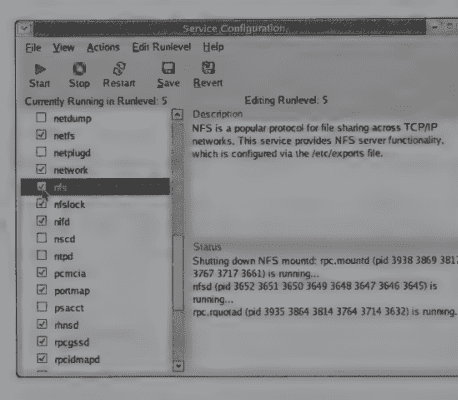 Service Configuration
File View Actions Edit Runlevel Help
Start Stop Restart Save Revert
Currently Running in Runlevel: 5
Editing Runlevel: 5
netdump
netfs
netplugd
network
nfs
nfslock
nifd
nscd
ntpd
pcmcia
portmap
psacct
rhnsd
rpcgssd
rpcidmapd
Description
NFS is a popular protocol for file sharing across TCP/IP
networks. This service provides NFS server functionality,
which is configured via the /etc/exports file.
Status
Shutting down NFS mountd: rpc.mountd (pid 3938 3869 3817
3767 3717 3661) is running...
nfsd (pid 3652 3651 3650 3649 3648 3647 3646 3645) is
running...
rpc.rquotad (pid 3935 3864 3814 3764 3714 3632) is running...